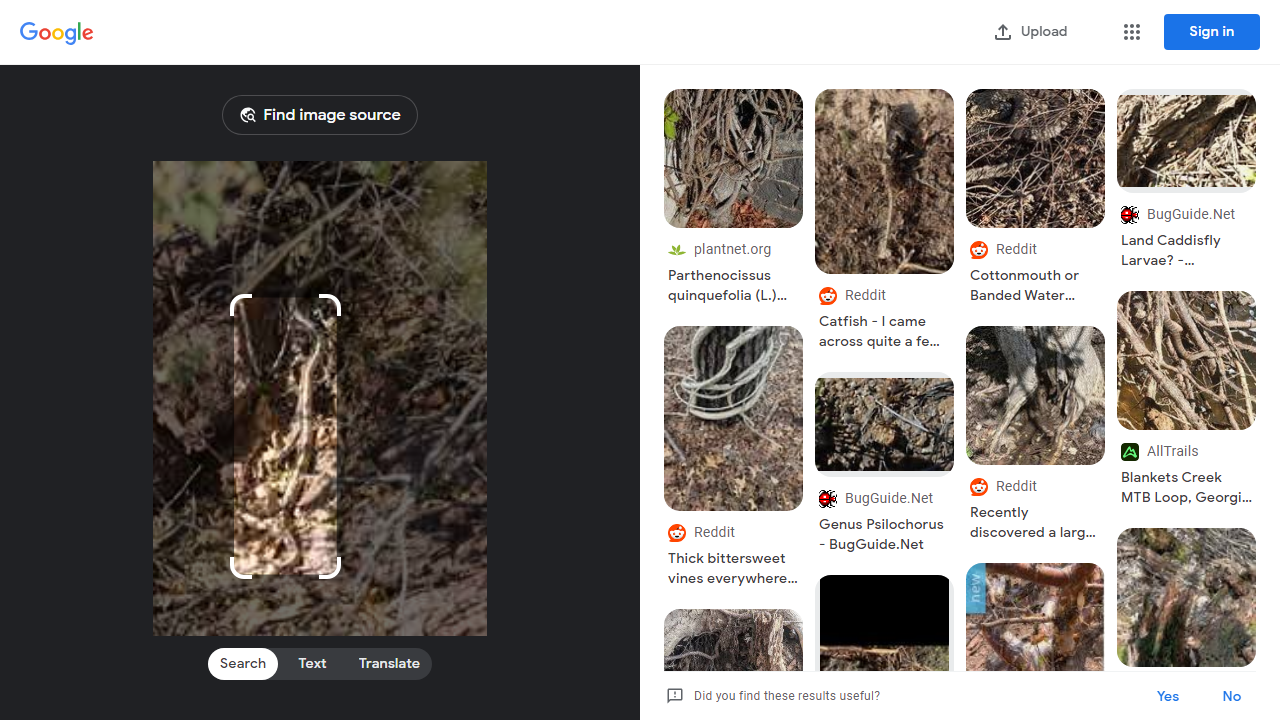 Google
Upload
Sign in
Find image source
Search
Text
Translate
plantnet.org
Parthenocissus
quinquefolia (L.)...
Reddit
Thick bittersweet
vines everywhere...
Reddit
Catfish - I came
across quite a fe...
BugGuide.Net
Genus Psilochorus
- BugGuide.Net
Reddit
Cottonmouth or
Banded Water...
Reddit
Recently
discovered a larg...
new
BugGuide.Net
Land Caddisfly
Larvae? -...
AllTrails
Blankets Creek
MTB Loop, Georgi...
Did you find these results useful?
Yes
No